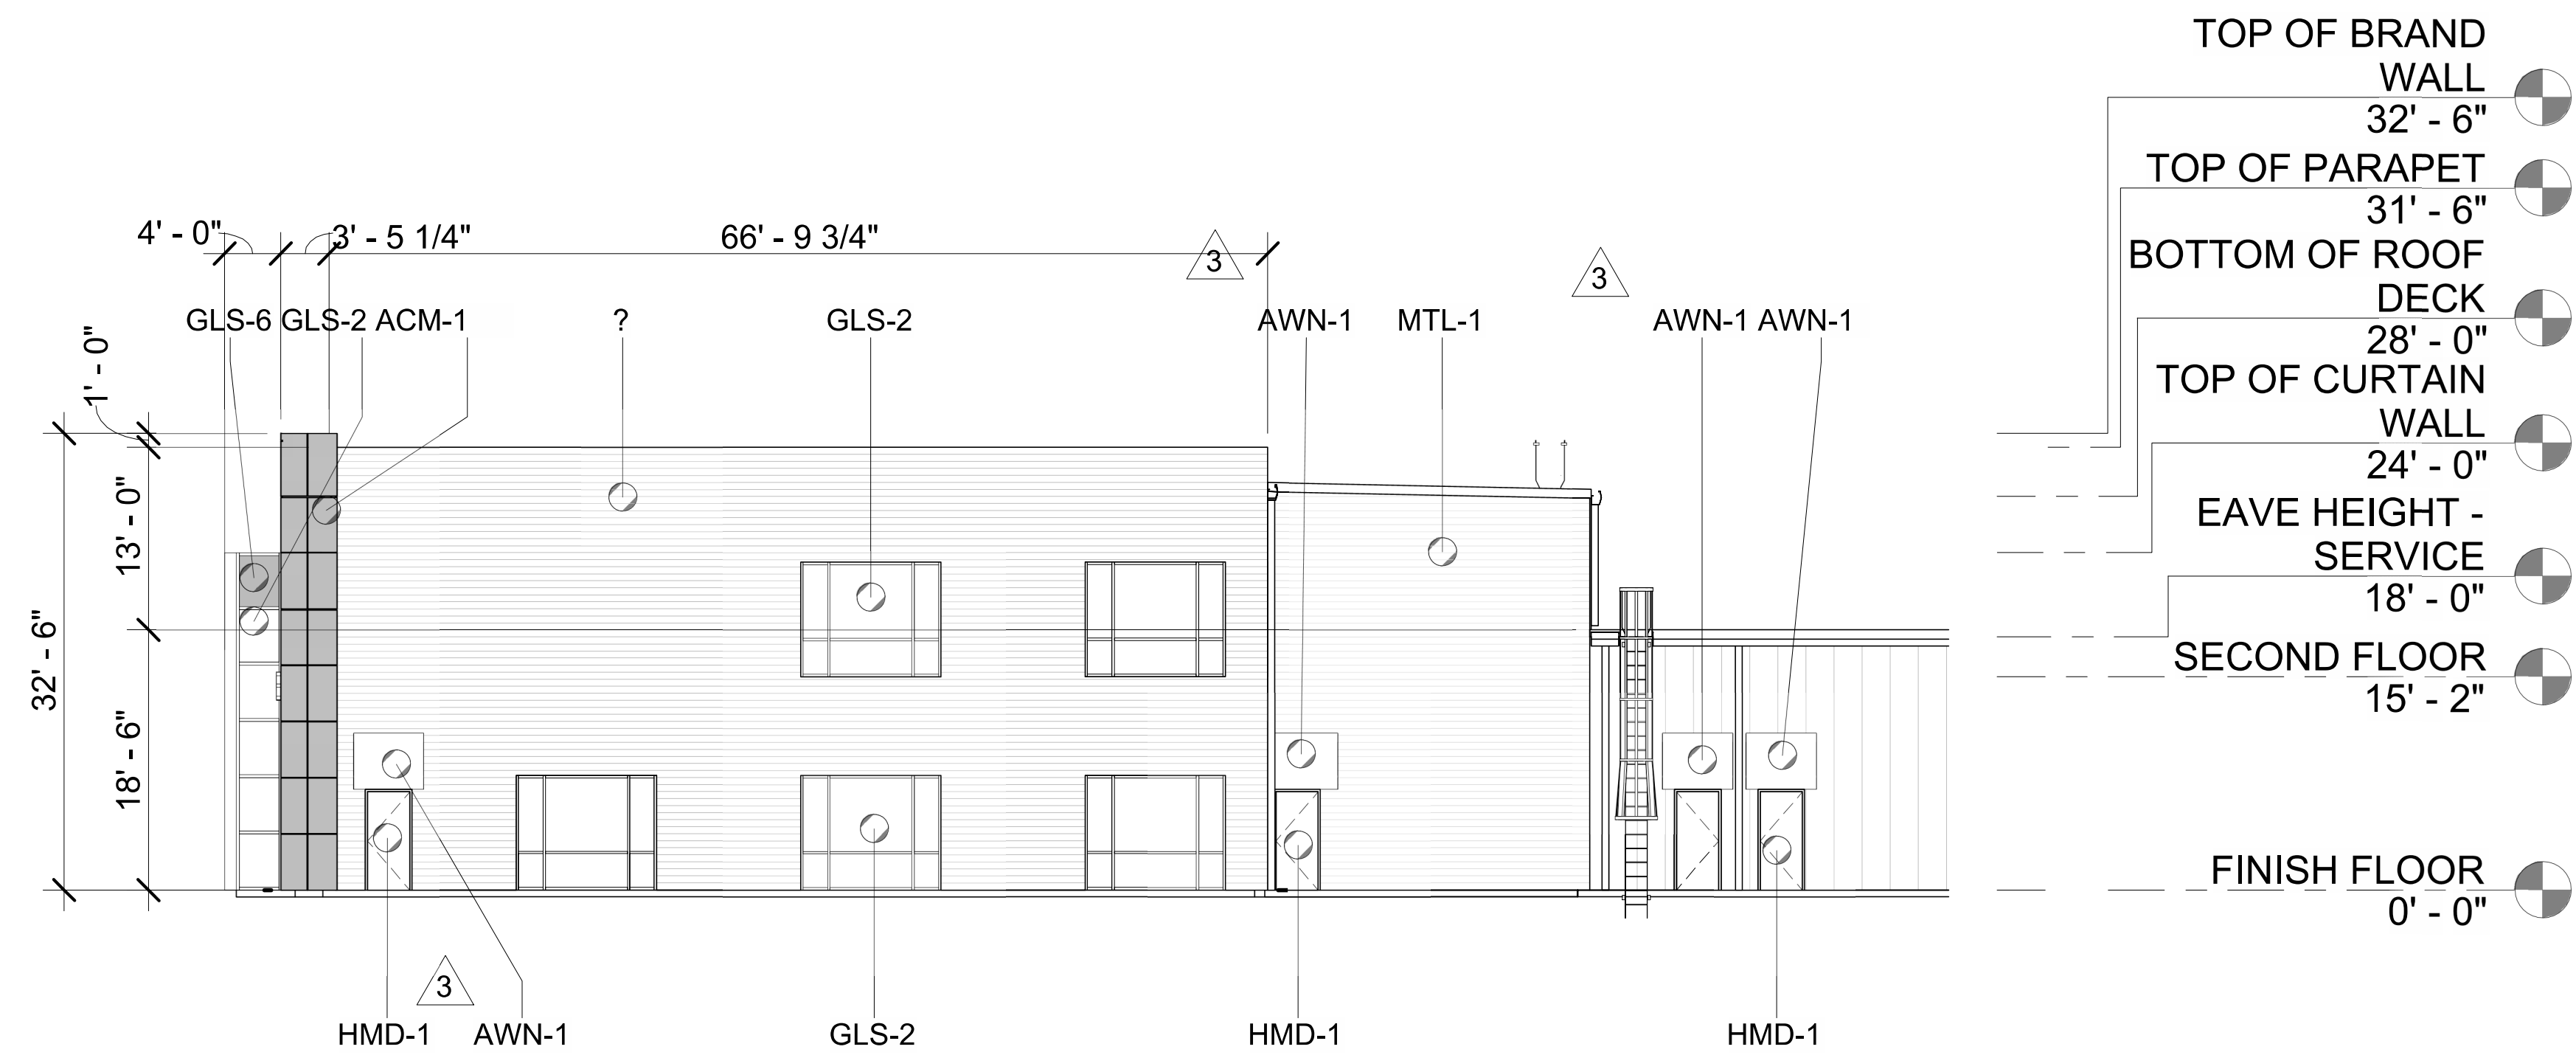 TOP OF BRAND
WALL
32' - 6"
TOP OF PARAPET
31' - 6"
BOTTOM OF ROOF
DECK
28' - 0"
TOP OF CURTAIN
WALL
24' - 0"
EAVE HEIGHT -
SERVICE
18' - 0"
SECOND FLOOR
15' - 2"
FINISH FLOOR
0' - 0"
4' - 0" 3' - 5 1/4" 66' - 9 3/4"
3 3
GLS-6 GLS-2 ACM-1 ? GLS-2 AWN-1 MTL-1 AWN-1 AWN-1
1' - 0"
13' - 0"
32' - 6"
18' - 6"
3
HMD-1 AWN-1 GLS-2 HMD-1 HMD-1